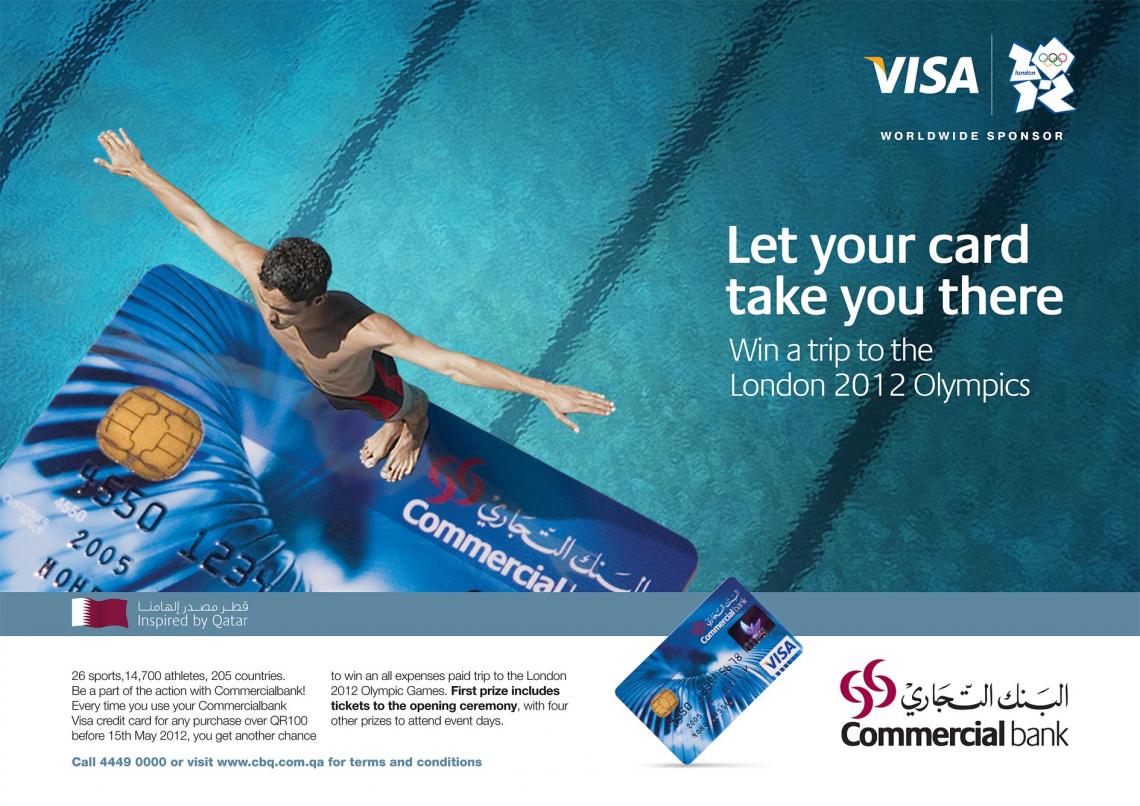 VISA
london
WORLDWIDE SPONSOR
Let your card
take you there
Win a trip to the
London 2012 Olympics
4550
4550
2005
1234
البنك التجاري
Commercial
قطر مصدر إلهامنا
Inspired by Qatar
26 sports,14,700 athletes, 205 countries.
Be a part of the action with Commercialbank!
Every time you use your Commercialbank
Visa credit card for any purchase over QR100
before 15th May 2012, you get another chance
to win an all expenses paid trip to the London
2012 Olympic Games. First prize includes
tickets to the opening ceremony, with four
other prizes to attend event days.
Call 4449 0000 or visit www.cbq.com.qa for terms and conditions
البنك التجاري
Commercialbank
VISA
البنك التجاري
Commercial bank